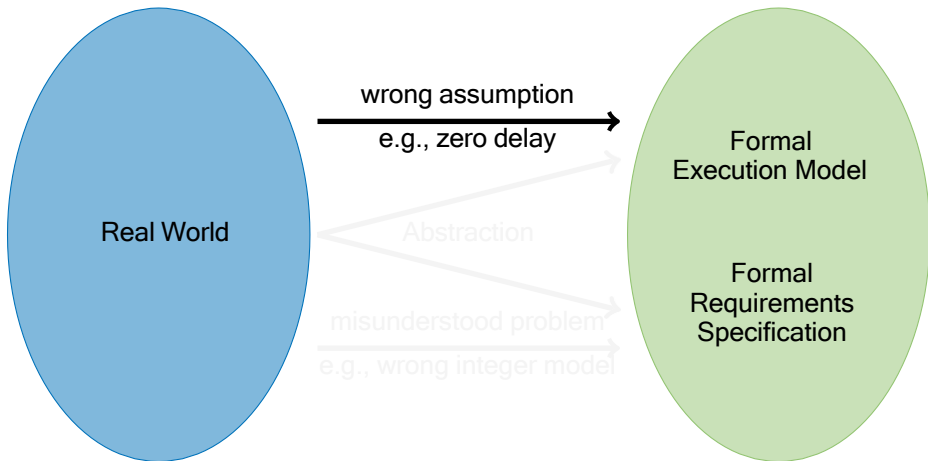 wrong assumption
e.g., zero delay
Formal
Execution Model
Real World
Abstraction
Formal
Requirements
Specification
misunderstood problem
e.g., wrong integer model